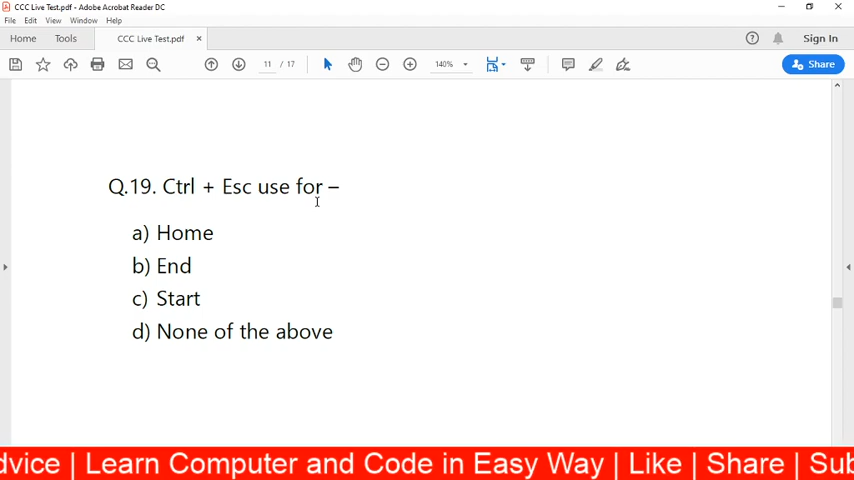 CCC Live Test.pdf - Adobe Acrobat Reader DC
File Edit View Window Help
Home Tools CCC Live Test.pdf × Sign In
11 / 17 140% Share
Q.19. Ctrl + Esc use for –
a) Home
b) End
c) Start
d) None of the above
dvice | Learn Computer and Code in Easy Way | Like | Share | Sub